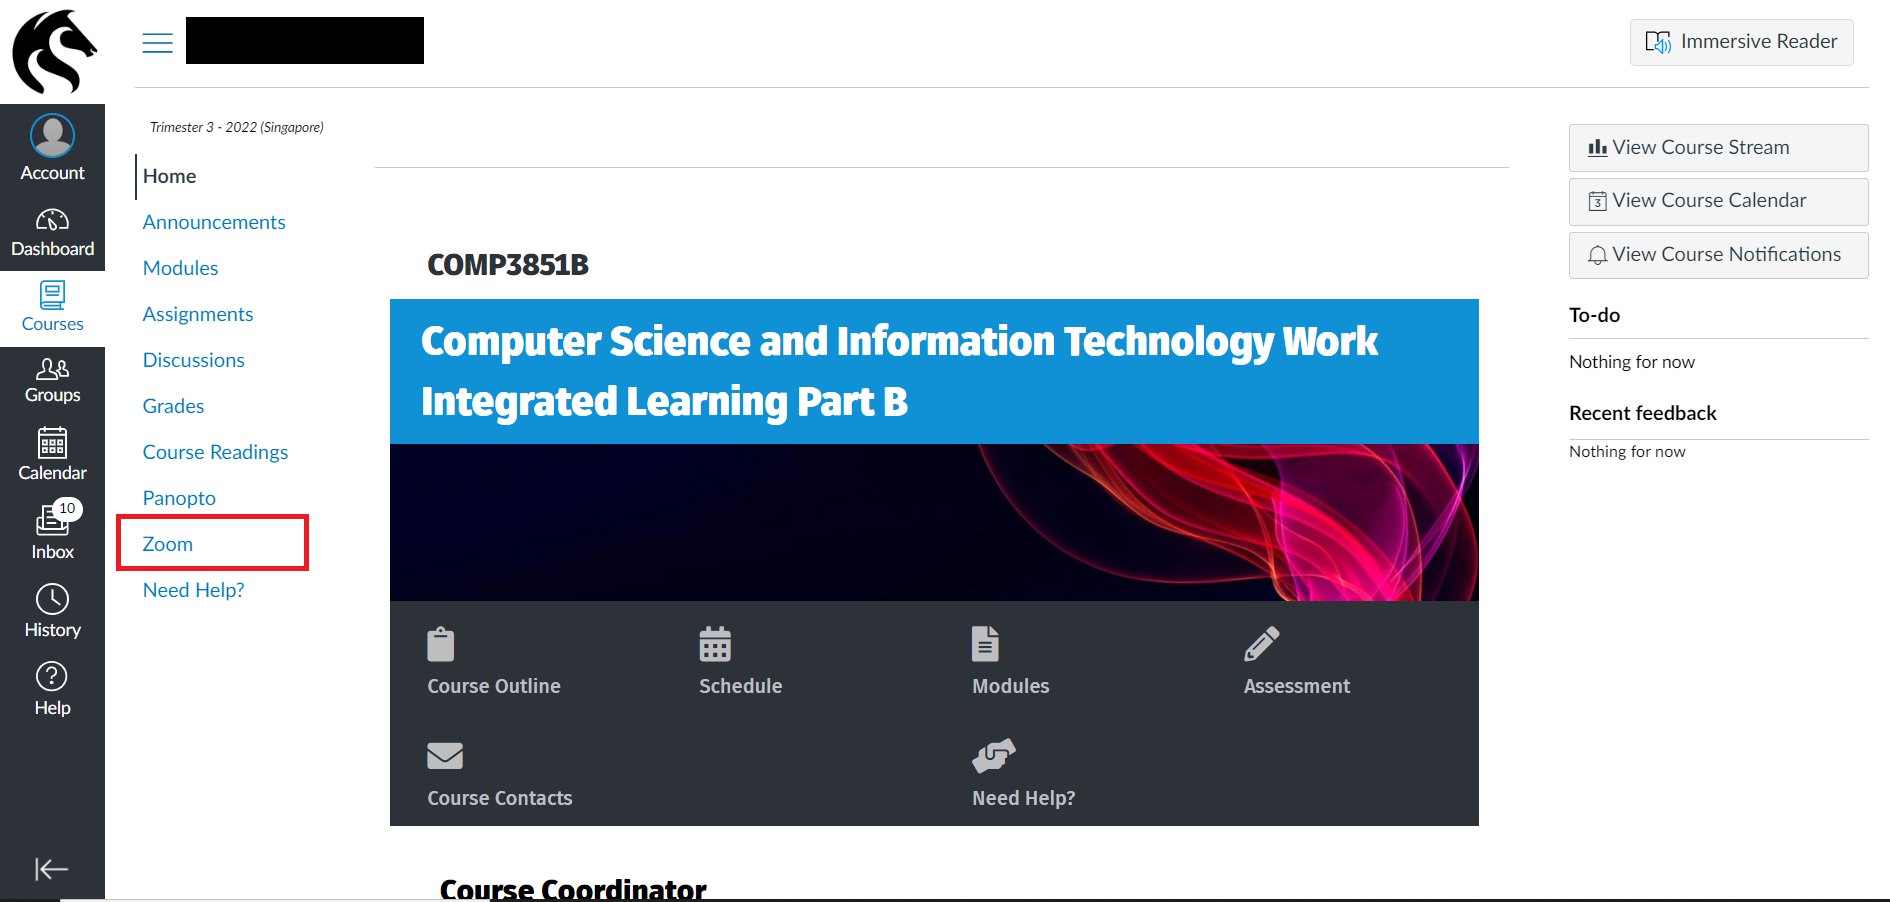 Immersive Reader
Account
Dashboard
Courses
Groups
Calendar
10
Inbox
History
Help
Trimester 3 - 2022 (Singapore)
Home
Announcements
Modules
Assignments
Discussions
Grades
Course Readings
Panopto
Zoom
Need Help?
COMP3851B
Computer Science and Information Technology Work
Integrated Learning Part B
Course Outline
Schedule
Modules
Assessment
Course Contacts
Need Help?
Course Coordinator
View Course Stream
3
View Course Calendar
View Course Notifications
To-do
Nothing for now
Recent feedback
Nothing for now